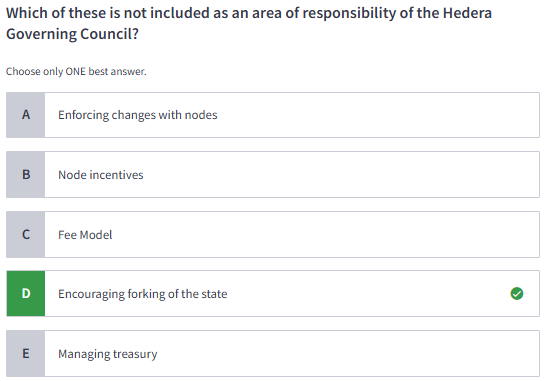 Which of these is not included as an area of responsibility of the Hedera
Governing Council?
Choose only ONE best answer.
A Enforcing changes with nodes
B Node incentives
C Fee Model
D Encouraging forking of the state
E Managing treasury